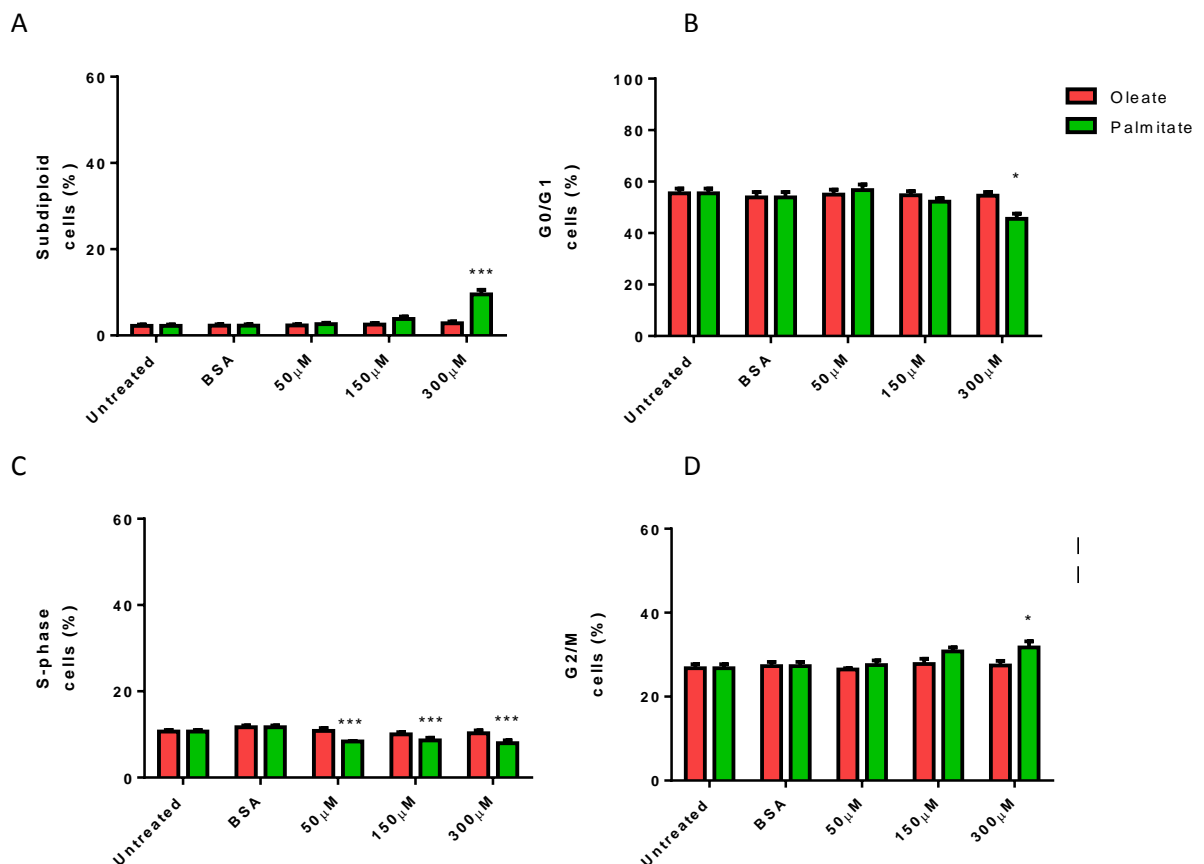 A
B
60
40
20
0
Subdiploid
cells (%)
***
Untreated
BSA
50µM
150µM
300µM
100
80
60
40
20
0
G0/G1
cells (%)
*
Untreated
BSA
50µM
150µM
300µM
Oleate
Palmitate
C
D
60
40
20
0
S-phase
cells (%)
***
***
***
Untreated
BSA
50µM
150µM
300µM
60
40
20
0
G2/M
cells (%)
*
Untreated
BSA
50µM
150µM
300µM